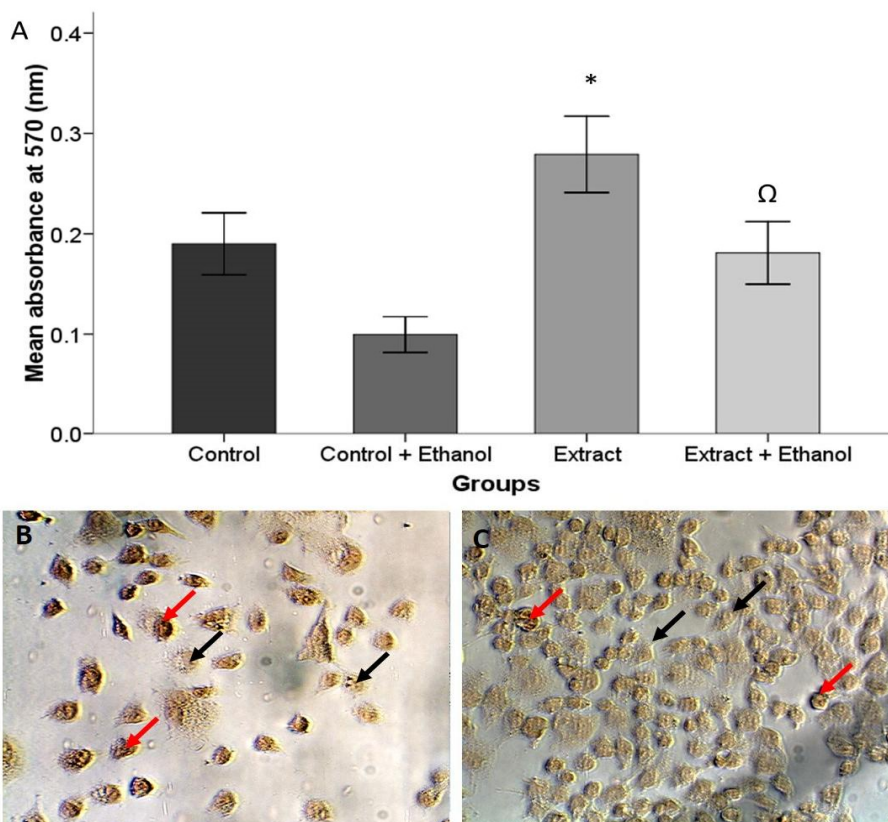 A
Mean absorbance at 570 (nm)
0.4
0.3
0.2
0.1
0.0
*
Ω
Control
Control + Ethanol
Extract
Extract + Ethanol
Groups
B
C